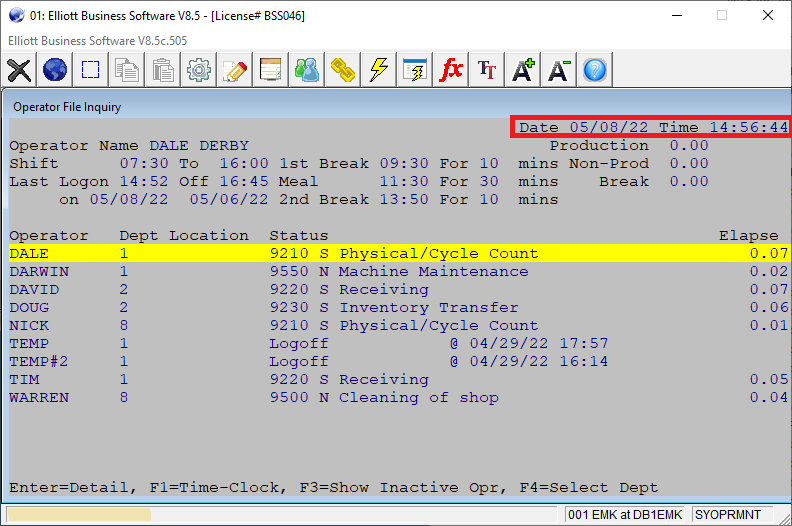 01: Elliott Business Software V8.5 - [License# BSS046]
Elliott Business Software V8.5c.505
fx TT A+ A- ?
Operator File Inquiry
Date 05/08/22 Time 14:56:44
Operator Name DALE DERBY Production 0.00
Shift 07:30 To 16:00 1st Break 09:30 For 10 mins Non-Prod 0.00
Last Logon 14:52 Off 16:45 Meal 11:30 For 30 mins Break 0.00
on 05/08/22 05/06/22 2nd Break 13:50 For 10 mins
Operator Dept Location Status Elapse
DALE 1 9210 S Physical/Cycle Count 0.07
DARWIN 1 9550 N Machine Maintenance 0.02
DAVID 2 9220 S Receiving 0.07
DOUG 2 9230 S Inventory Transfer 0.06
NICK 8 9210 S Physical/Cycle Count 0.01
TEMP 1 Logoff @ 04/29/22 17:57
TEMP#2 1 Logoff @ 04/29/22 16:14
TIM 1 9220 S Receiving 0.05
WARREN 8 9500 N Cleaning of shop 0.04
Enter=Detail, F1=Time-Clock, F3=Show Inactive Opr, F4=Select Dept
001 EMK at DB1EMK SYOPRMNT